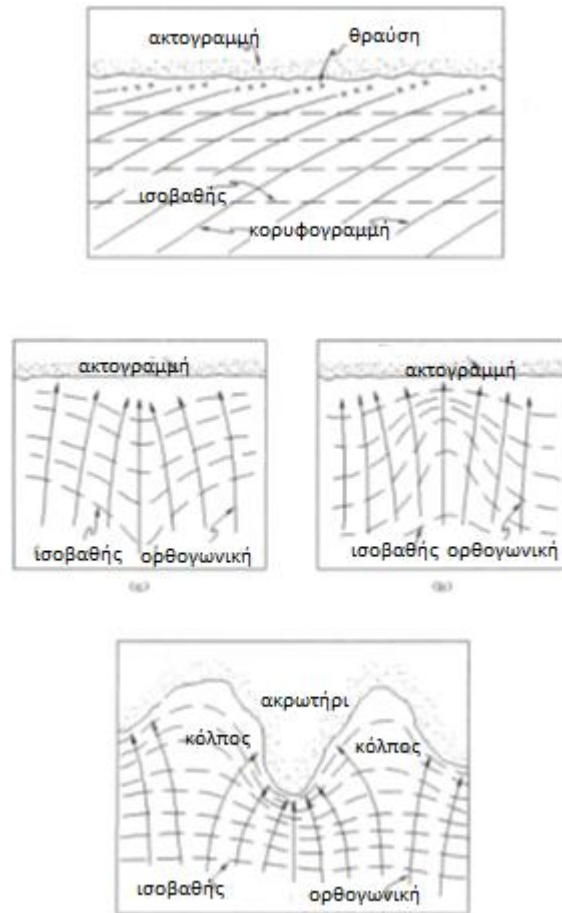 ακτογραμμή θραύση
ισοβαθής
κορυφογραμμή
ακτογραμμή
ισοβαθής ορθογωνική
(a)
ακτογραμμή
ισοβαθής ορθογωνική
(b)
ακρωτήρι
κόλπος κόλπος
ισοβαθής ορθογωνική